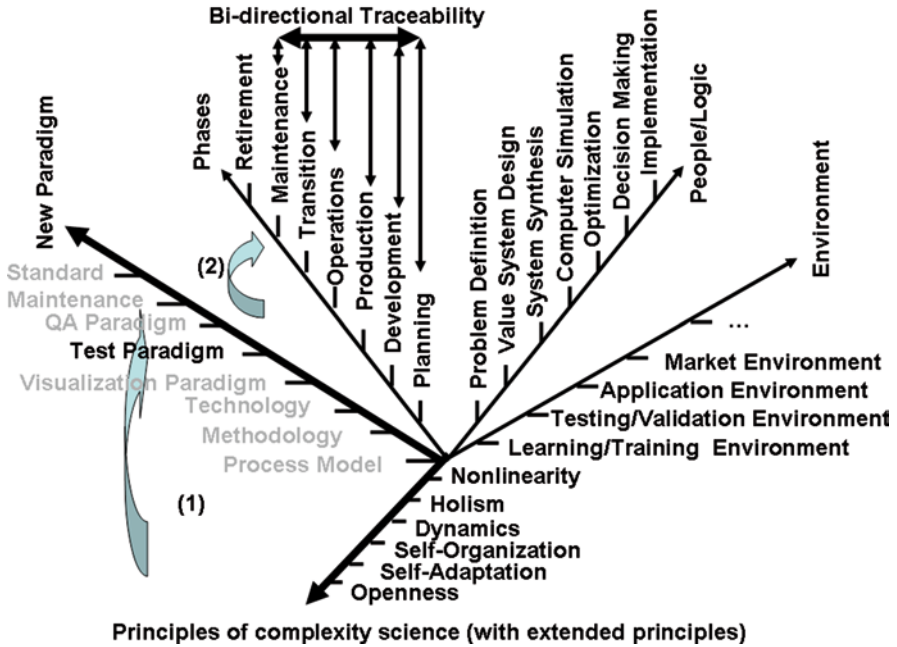 Bi-directional Traceability
New Paradigm
Standard
Maintenance
QA Paradigm
Test Paradigm
Visualization Paradigm
Technology
Methodology
Process Model
(1)
(2)
Phases
Retirement
Maintenance
Transition
Operations
Production
Development
Planning
Problem Definition
Value System Design
System Synthesis
Computer Simulation
Optimization
Decision Making
Implementation
People/Logic
Environment
...
Market Environment
Application Environment
Testing/Validation Environment
Learning/Training Environment
Nonlinearity
Holism
Dynamics
Self-Organization
Self-Adaptation
Openness
Principles of complexity science (with extended principles)